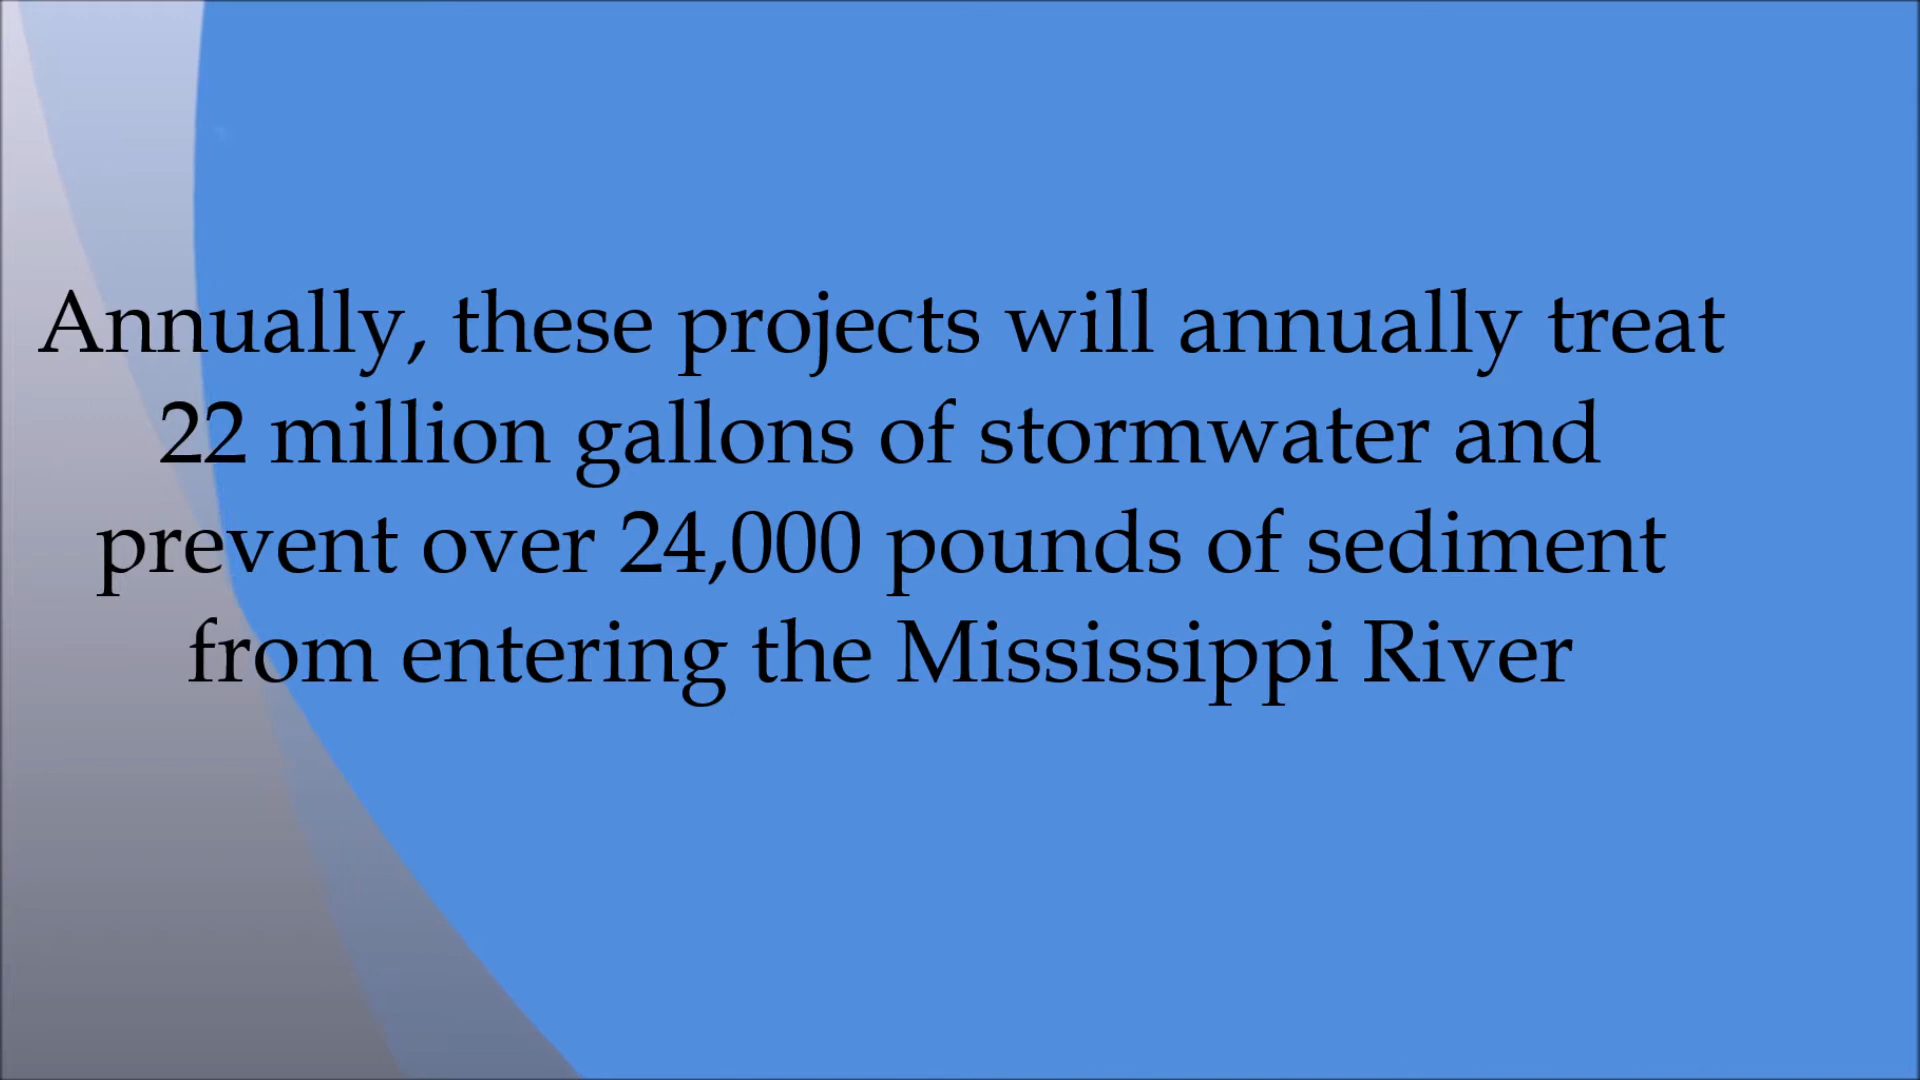 Annually, these projects will annually treat
22 million gallons of stormwater and
prevent over 24,000 pounds of sediment
from entering the Mississippi River